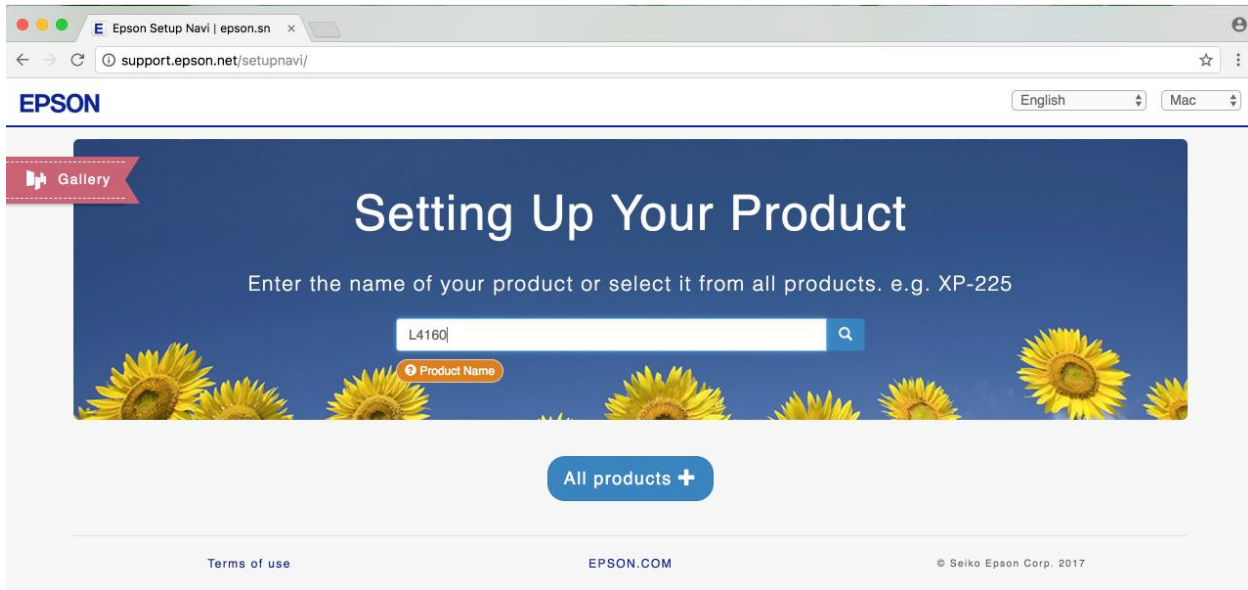 Epson Setup Navi | epson.sn
support.epson.net/setupnavi/
EPSON
English
Mac
Gallery
Setting Up Your Product
Enter the name of your product or select it from all products. e.g. XP-225
L4160
Product Name
All products
Terms of use
EPSON.COM
© Seiko Epson Corp. 2017